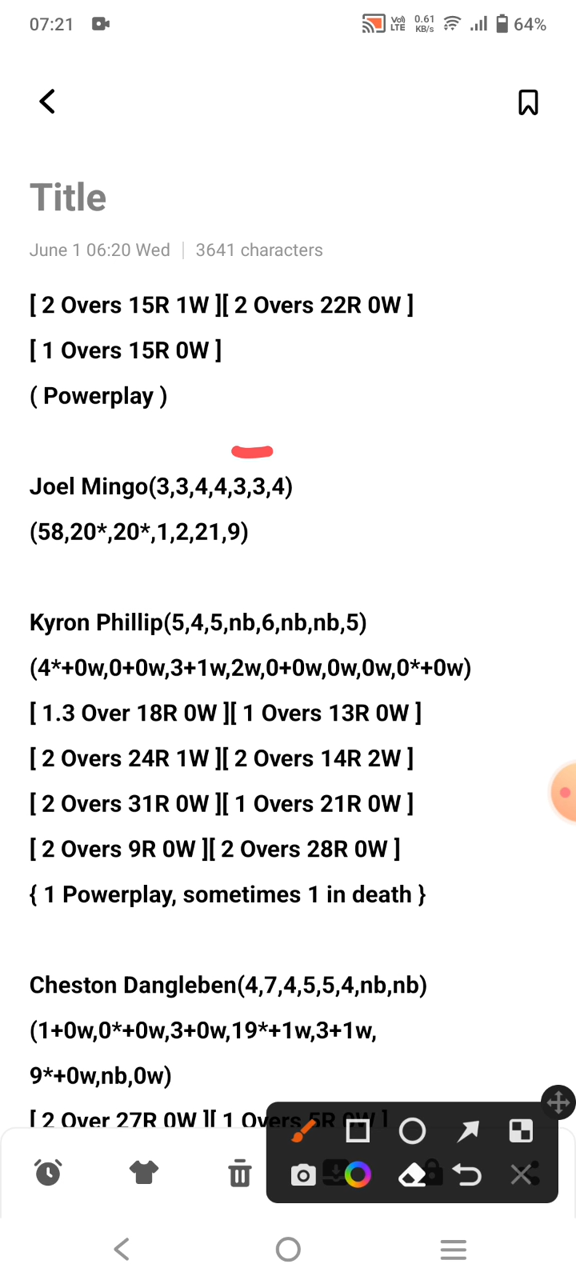 07:21
Vo) LTE 0.61 KB/s 64%
Title
June 1 06:20 Wed | 3641 characters
[ 2 Overs 15R 1W ][ 2 Overs 22R 0W ]
[ 1 Overs 15R 0W ]
( Powerplay )
Joel Mingo(3,3,4,4,3,3,4)
(58,20*,20*,1,2,21,9)
Kyron Phillip(5,4,5,nb,6,nb,nb,5)
(4*+0w,0+0w,3+1w,2w,0+0w,0w,0w,0*+0w)
[ 1.3 Over 18R 0W ][ 1 Overs 13R 0W ]
[ 2 Overs 24R 1W ][ 2 Overs 14R 2W ]
[ 2 Overs 31R 0W ][ 1 Overs 21R 0W ]
[ 2 Overs 9R 0W ][ 2 Overs 28R 0W ]
{ 1 Powerplay, sometimes 1 in death }
Cheston Dangleben(4,7,4,5,5,4,nb,nb)
(1+0w,0*+0w,3+0w,19*+1w,3+1w,
9*+0w,nb,0w)
[ 2 Over 27R 0W ][ 1 Overs 5R 0W ]